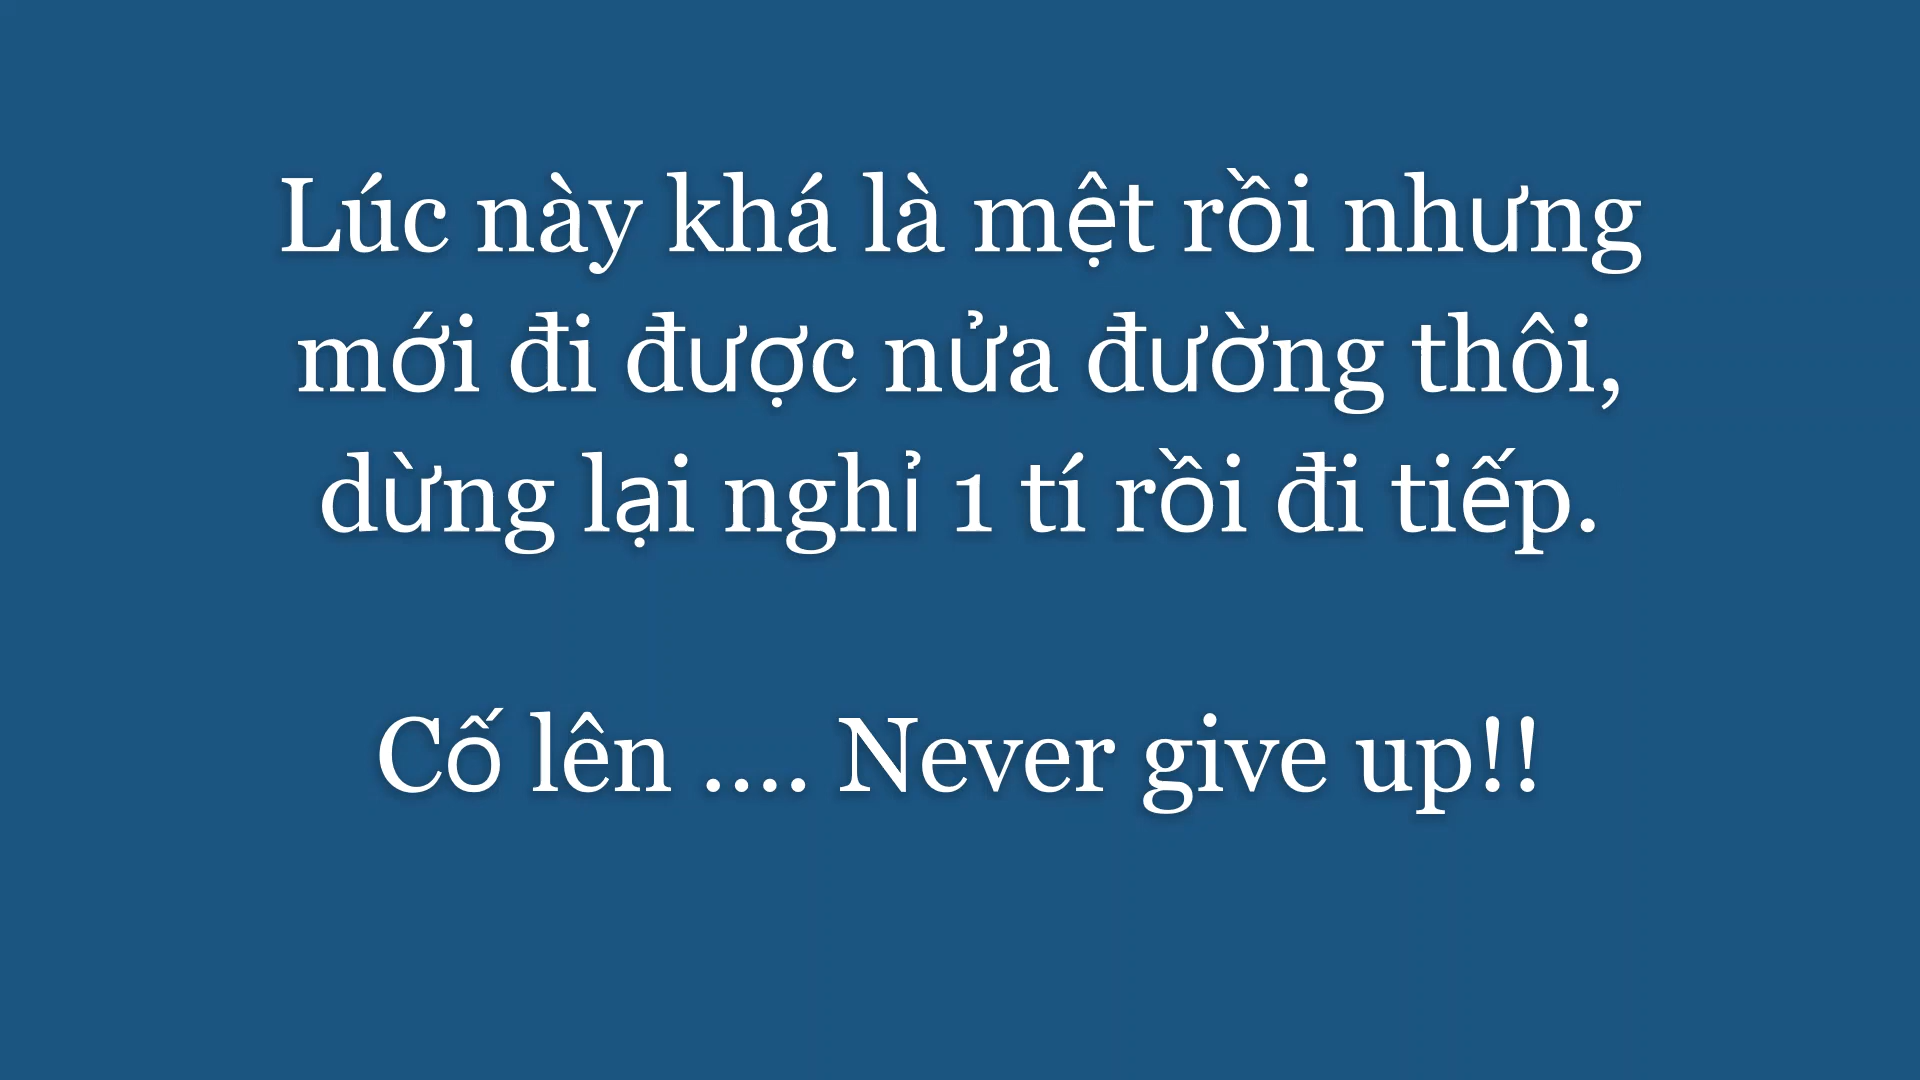 Lúc này khá là mệt rồi nhưng
mới đi được nửa đường thôi,
dừng lại nghỉ 1 tí rồi đi tiếp.
Cố lên .... Never give up!!